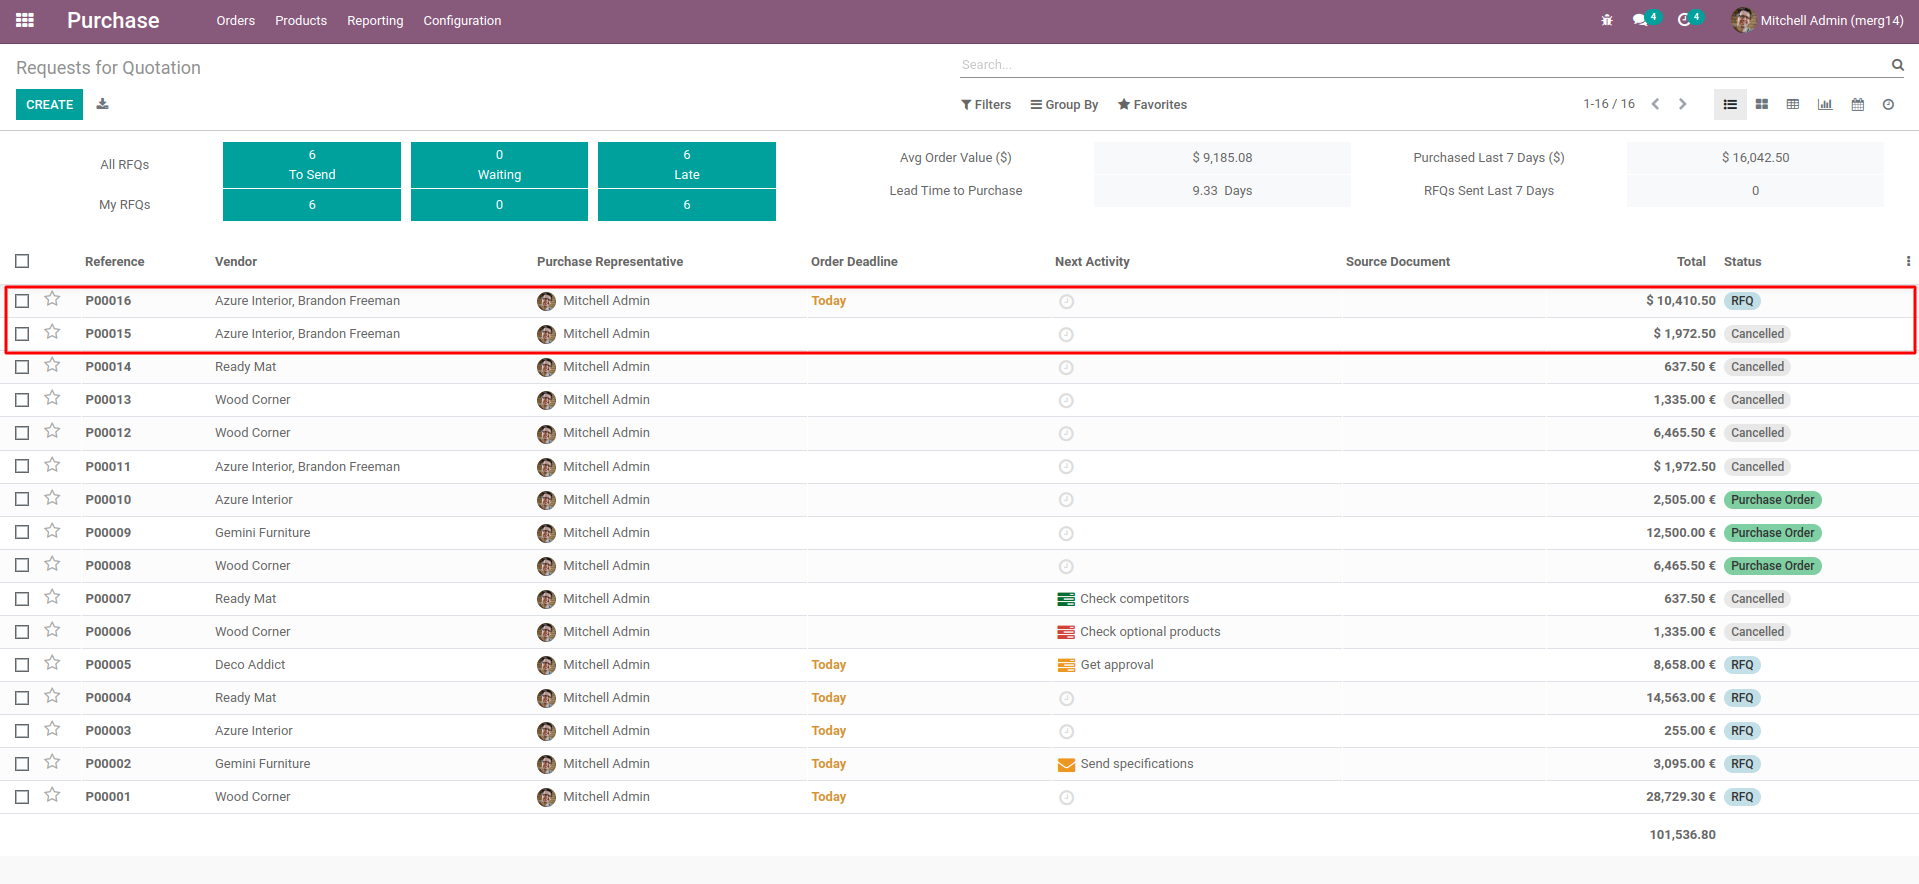 Purchase Orders Products Reporting Configuration 4 4 Mitchell Admin (merg14)
Requests for Quotation Search...
CREATE Filters Group By Favorites 1-16 / 16
All RFQs 6 To Send 0 Waiting 6 Late Avg Order Value ($) $ 9,185.08 Purchased Last 7 Days ($) $ 16,042.50
My RFQs 6 0 6 Lead Time to Purchase 9.33 Days RFQs Sent Last 7 Days 0
Reference Vendor Purchase Representative Order Deadline Next Activity Source Document Total Status
P00016 Azure Interior, Brandon Freeman Mitchell Admin Today $ 10,410.50 RFQ
P00015 Azure Interior, Brandon Freeman Mitchell Admin $ 1,972.50 Cancelled
P00014 Ready Mat Mitchell Admin 637.50 € Cancelled
P00013 Wood Corner Mitchell Admin 1,335.00 € Cancelled
P00012 Wood Corner Mitchell Admin 6,465.50 € Cancelled
P00011 Azure Interior, Brandon Freeman Mitchell Admin $ 1,972.50 Cancelled
P00010 Azure Interior Mitchell Admin 2,505.00 € Purchase Order
P00009 Gemini Furniture Mitchell Admin 12,500.00 € Purchase Order
P00008 Wood Corner Mitchell Admin 6,465.50 € Purchase Order
P00007 Ready Mat Mitchell Admin Check competitors 637.50 € Cancelled
P00006 Wood Corner Mitchell Admin Check optional products 1,335.00 € Cancelled
P00005 Deco Addict Mitchell Admin Today Get approval 8,658.00 € RFQ
P00004 Ready Mat Mitchell Admin Today 14,563.00 € RFQ
P00003 Azure Interior Mitchell Admin Today 255.00 € RFQ
P00002 Gemini Furniture Mitchell Admin Today Send specifications 3,095.00 € RFQ
P00001 Wood Corner Mitchell Admin Today 28,729.30 € RFQ
101,536.80